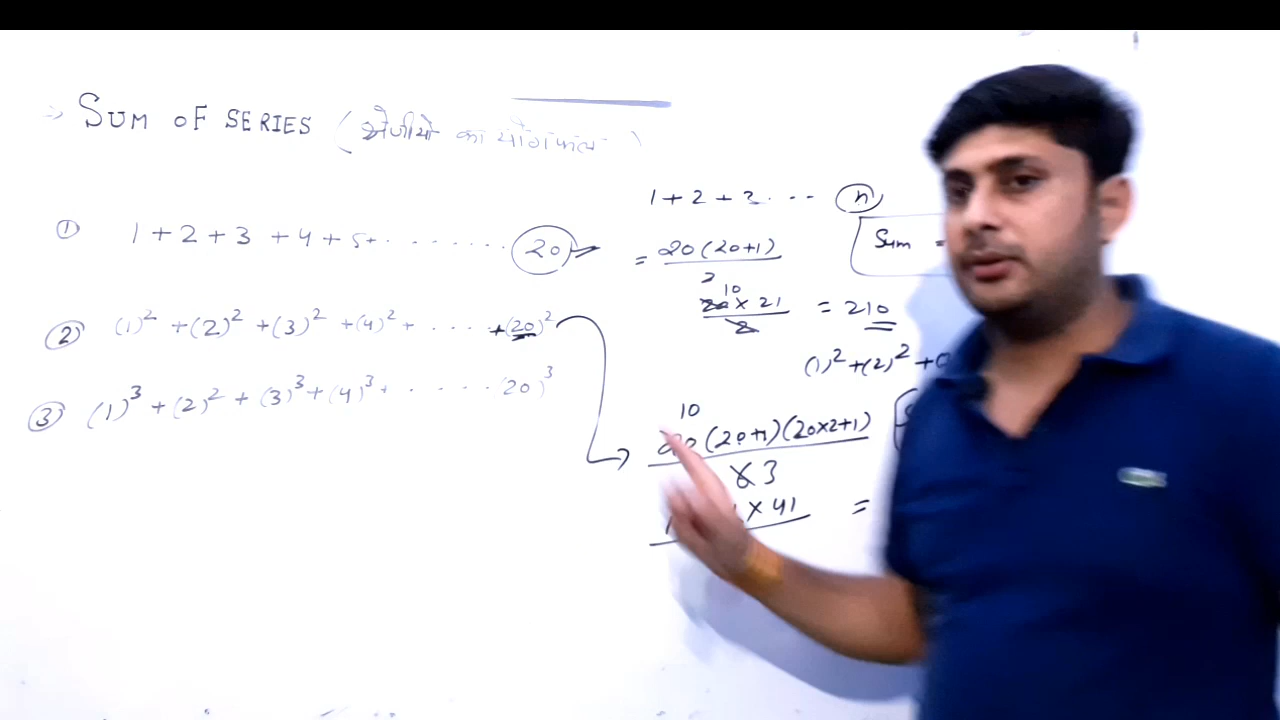 → SUM OF SERIES (श्रेणीयो का योगफल)
① 1 + 2 + 3 + 4 + 5 + . . . . . . . 20
② (1)² + (2)² + (3)² + (4)² + . . . . + (20)²
③ (1)³ + (2)² + (3)³ + (4)³ + . . . . . (20)³
1 + 2 + 3 . . . . n
Sum =
= 20(20+1)
2
10
20 × 21 = 210
2
(1)² + (2)² +
10
20(20+1)(20×2+1)
6 3
× 41 =